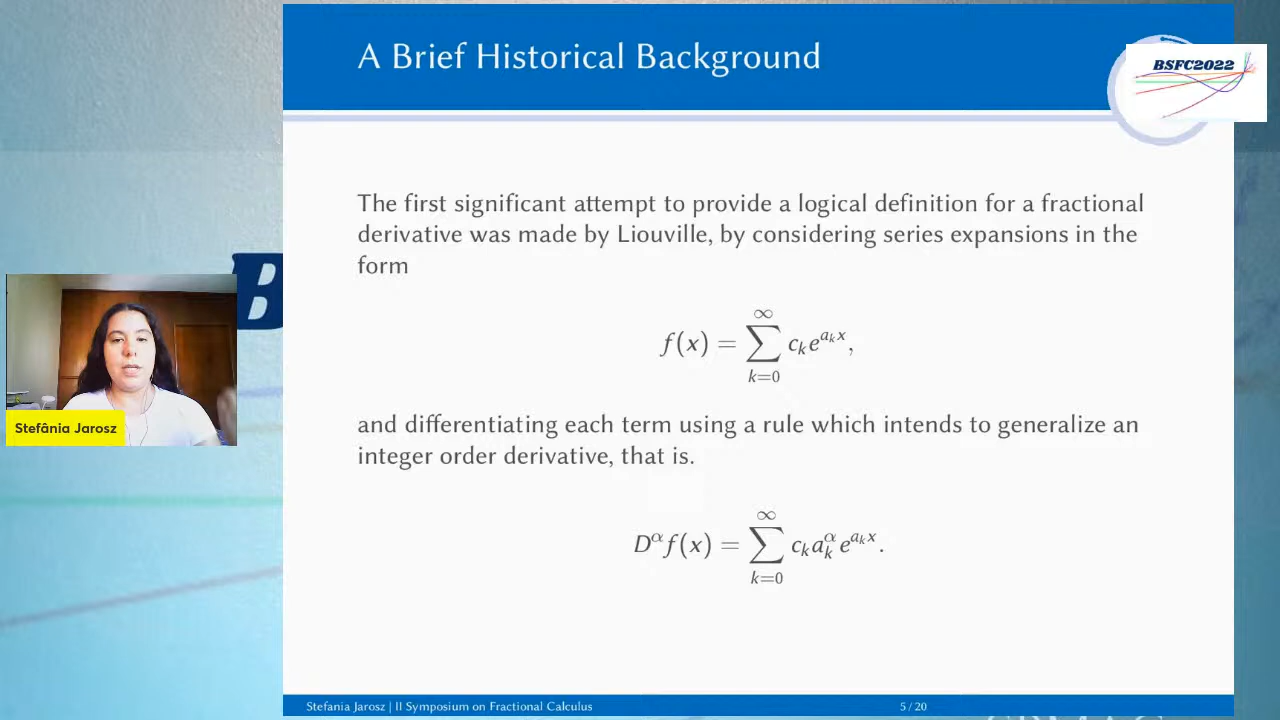 A Brief Historical Background
BSFC2022
The first significant attempt to provide a logical definition for a fractional
derivative was made by Liouville, by considering series expansions in the
form
f(x) = ∑_{k=0}^{∞} c_k e^{a_k x},
and differentiating each term using a rule which intends to generalize an
integer order derivative, that is.
D^α f(x) = ∑_{k=0}^{∞} c_k a_k^α e^{a_k x}.
B
Stefânia Jarosz
Stefania Jarosz | II Symposium on Fractional Calculus
5 / 20